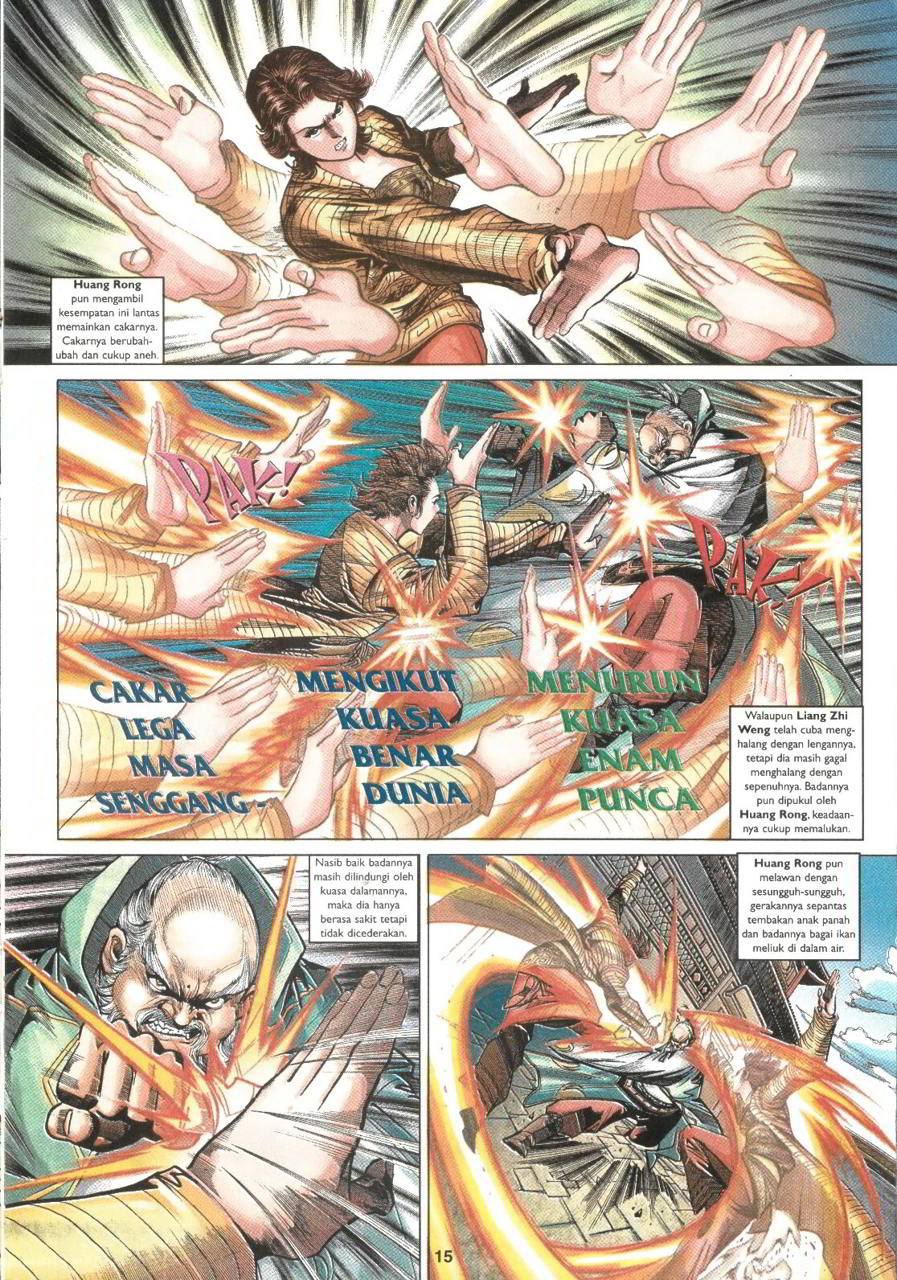 Huang Rong
pun mengambil
kesempatan ini lantas
memainkan cakarnya.
Cakarnya berubah-
ubah dan cukup aneh.
PAK!
PAK!
CAKAR
LEGA
MASA
SENGGANG -
MENGIKUT
KUASA
BENAR
DUNIA
MENURUN
KUASA
ENAM
PUNCA
Walaupun Liang Zhi
Weng telah cuba meng-
halang dengan lengannya,
tetapi dia masih gagal
menghalang dengan
sepenuhnya. Badannya
pun dipukul oleh
Huang Rong, keadaan-
nya cukup memalukan.
Nasib baik badannya
masih dilindungi oleh
kuasa dalamannya,
maka dia hanya
berasa sakit tetapi
tidak dicederakan.
Huang Rong pun
melawan dengan
sesungguh-sungguh,
gerakannya sepantas
tembakan anak panah
dan badannya bagai ikan
meliuk di dalam air.
15